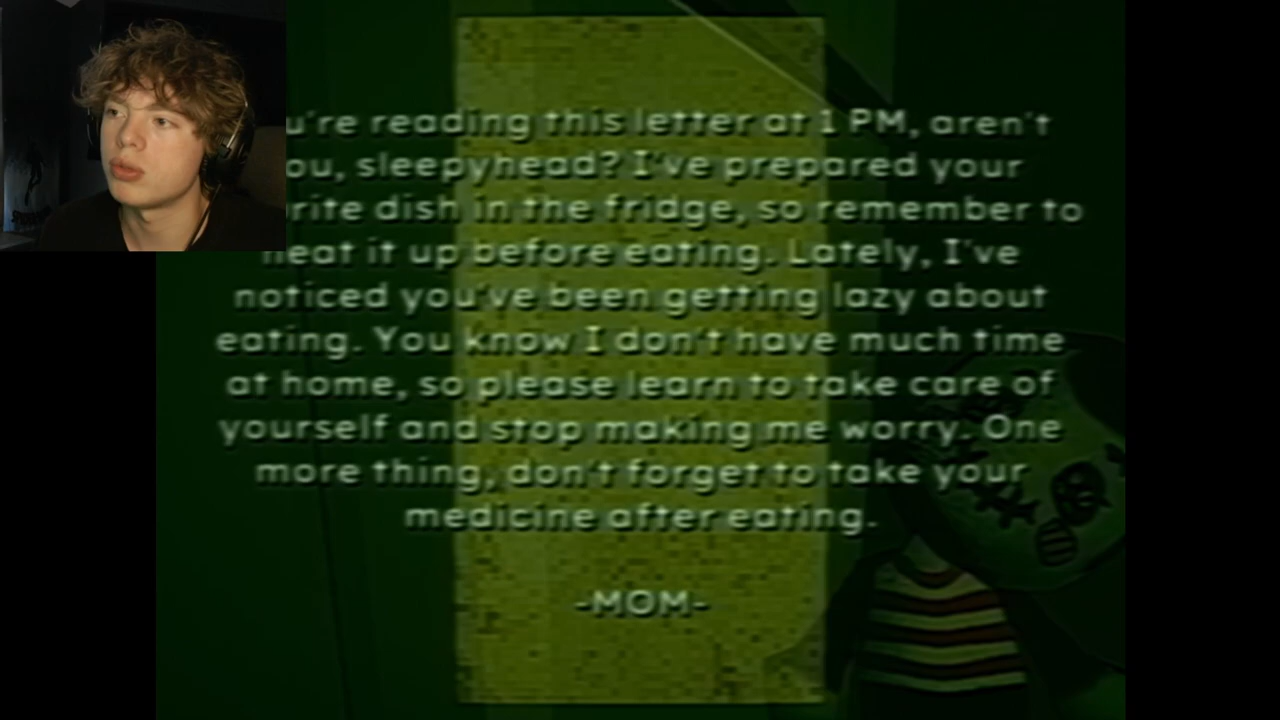 u're reading this letter at 1 PM, aren't
ou, sleepyhead? I've prepared your
rite dish in the fridge, so remember to
heat it up before eating. Lately, I've
noticed you've been getting lazy about
eating. You know I don't have much time
at home, so please learn to take care of
yourself and stop making me worry. One
more thing, don't forget to take your
medicine after eating.
-MOM-